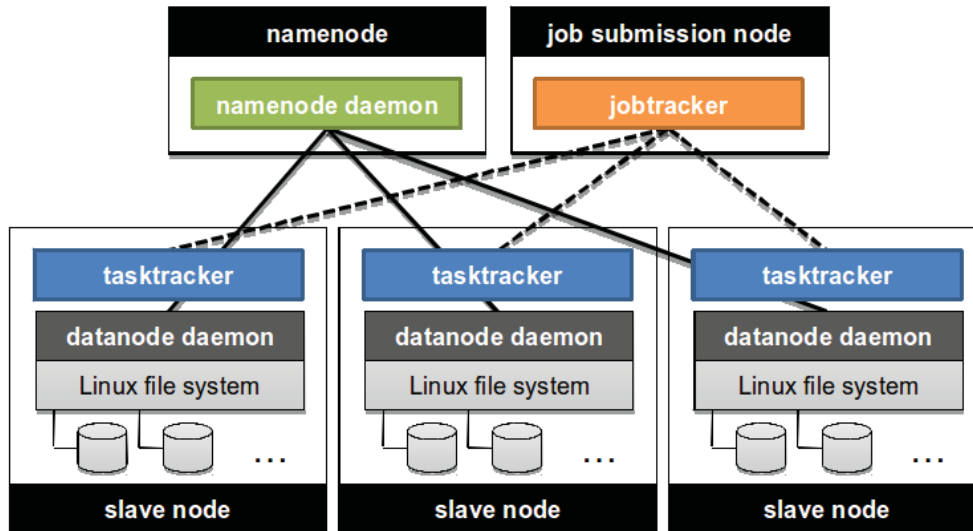 namenode
job submission node
namenode daemon
jobtracker
tasktracker
tasktracker
tasktracker
datanode daemon
datanode daemon
datanode daemon
Linux file system
Linux file system
Linux file system
...
...
...
slave node
slave node
slave node